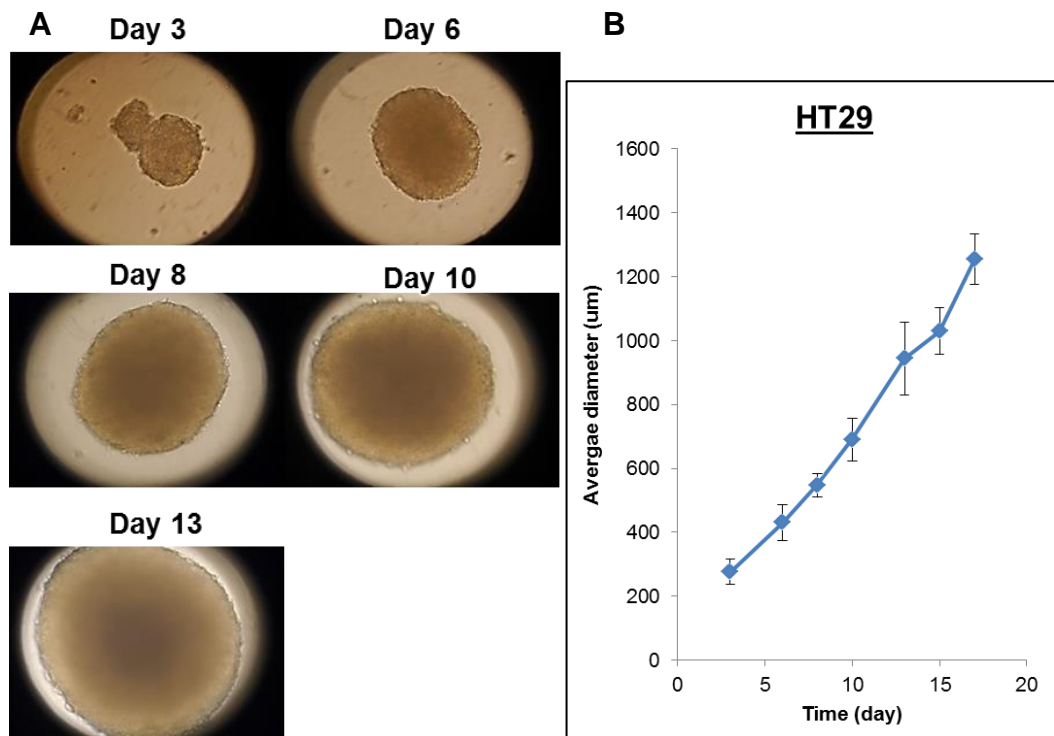 A
Day 3
Day 6
Day 8
Day 10
Day 13
B
HT29
Avergae diameter (um)
1600
1400
1200
1000
800
600
400
200
0
0 5 10 15 20
Time (day)